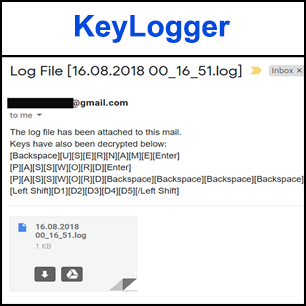 KeyLogger
Log File [16.08.2018 00_16_51.log]
Inbox ×
@gmail.com
to me
The log file has been attached to this mail.
Keys have also been decrypted below:
[Backspace][U][S][E][R][N][A][M][E][Enter]
[P][A][S][S][W][O][R][D][Enter]
[P][A][S][S][W][O][R][D][Backspace][Backspace][Backspace][Backspace]
[Left Shift][D1][D2][D3][D4][D5][/Left Shift]
16.08.2018
00_16_51.log
1 KB